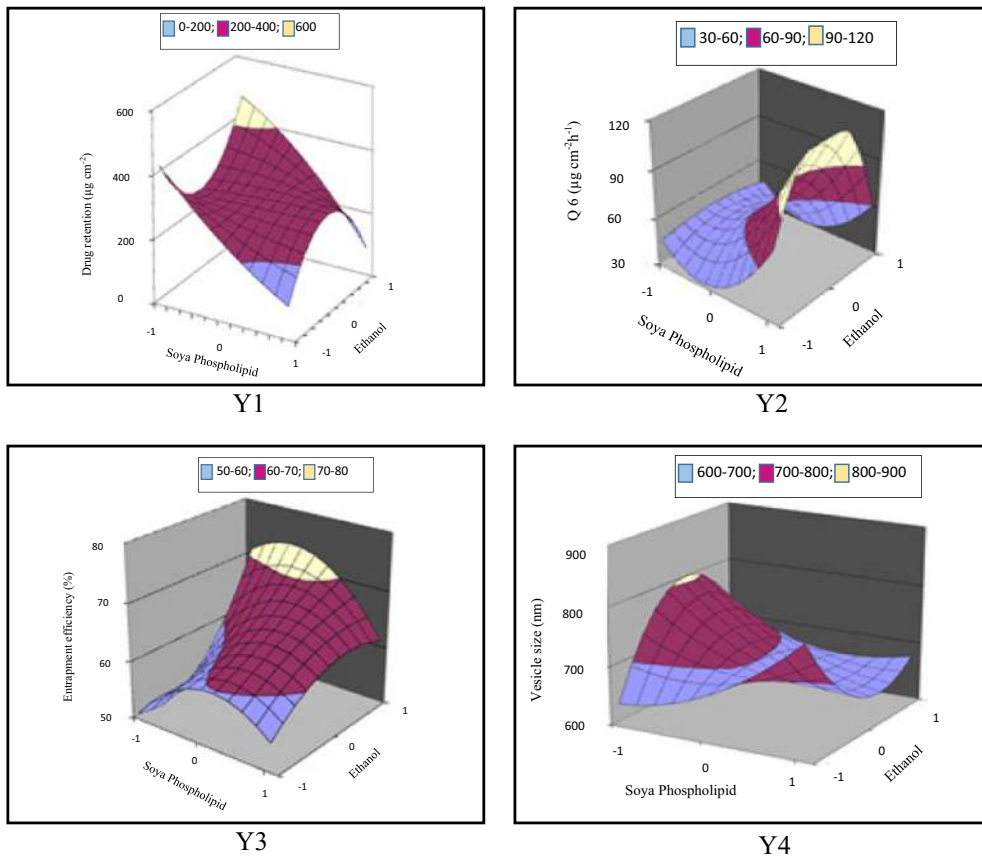 0-200; 200-400; 600
Drug retention (µg cm⁻²)
600
400
200
0
-1
0
1
Soya Phospholipid
-1
0
1
Ethanol
Y1
30-60; 60-90; 90-120
Q 6 (µg cm⁻²h⁻¹)
120
90
60
30
-1
0
1
Soya Phospholipid
-1
0
1
Ethanol
Y2
50-60; 60-70; 70-80
Entrapment efficiency (%)
80
70
60
50
-1
0
1
Soya Phospholipid
-1
0
1
Ethanol
Y3
600-700; 700-800; 800-900
Vesicle size (nm)
900
800
700
600
-1
0
1
Soya Phospholipid
-1
0
1
Ethanol
Y4